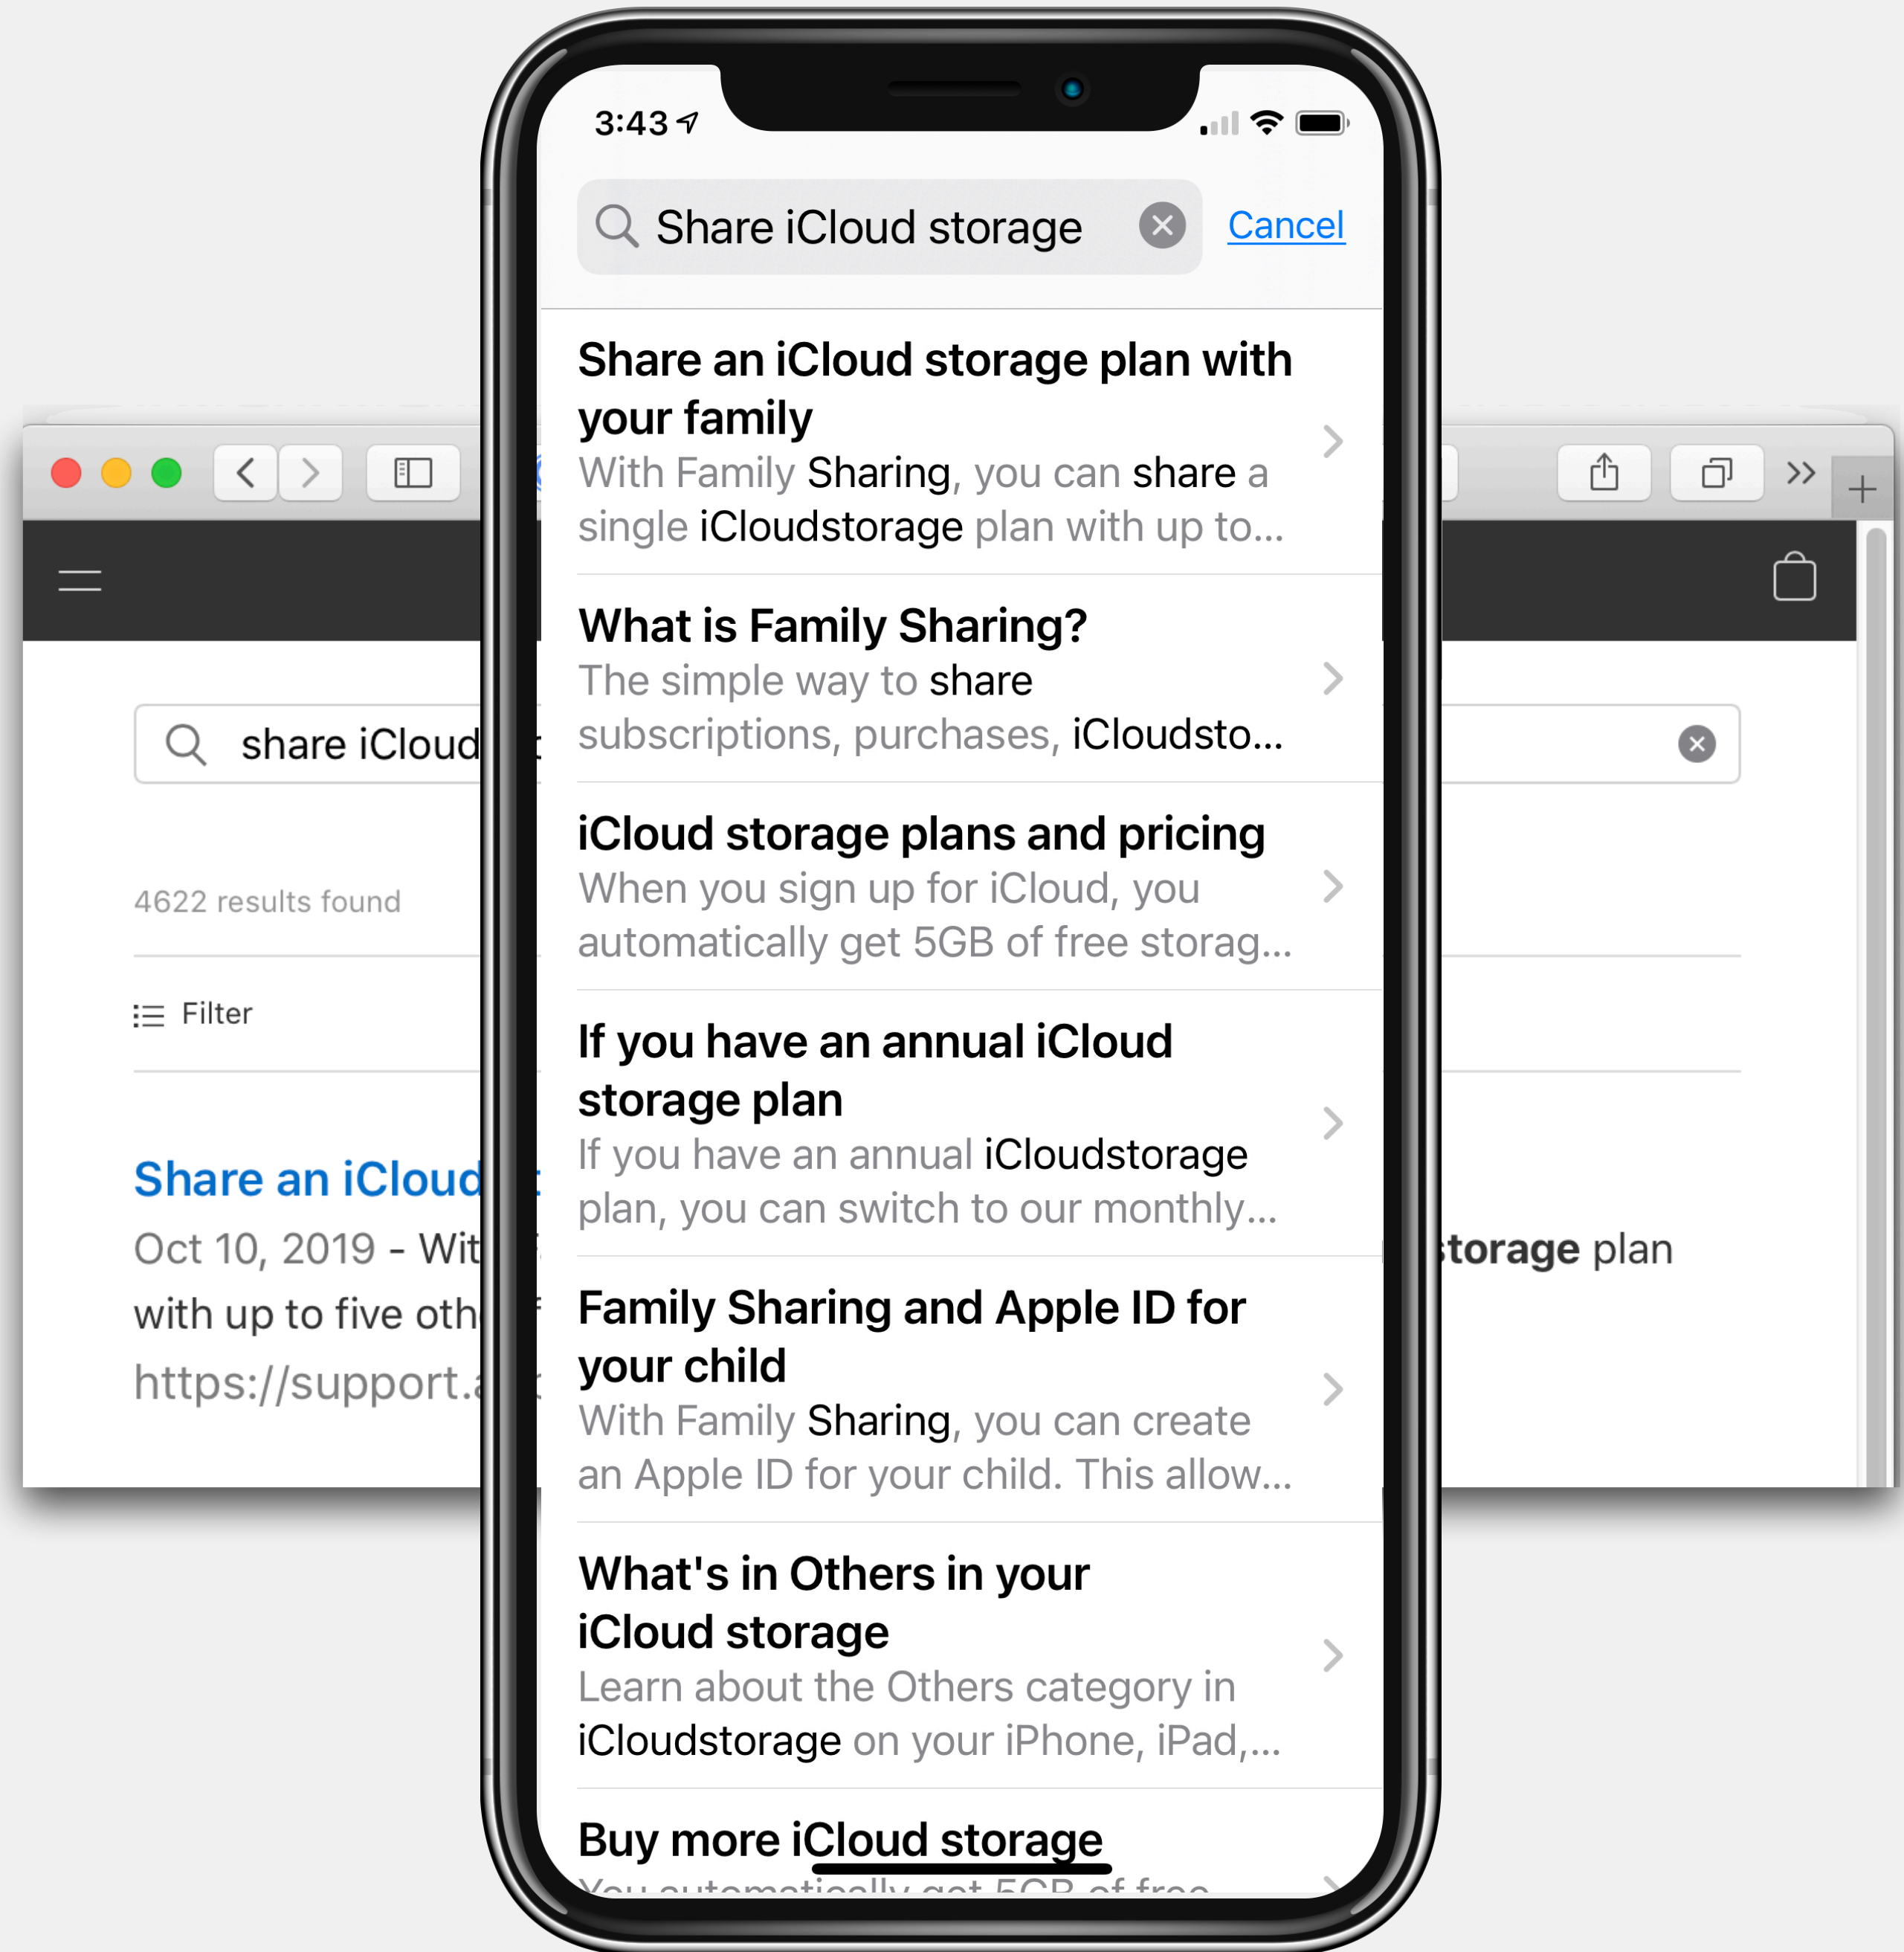 3:43
Share iCloud storage
Cancel
Share an iCloud storage plan with
your family
With Family Sharing, you can share a
single iCloudstorage plan with up to...
What is Family Sharing?
The simple way to share
subscriptions, purchases, iCloudsto...
iCloud storage plans and pricing
When you sign up for iCloud, you
automatically get 5GB of free storag...
If you have an annual iCloud
storage plan
If you have an annual iCloudstorage
plan, you can switch to our monthly...
Family Sharing and Apple ID for
your child
With Family Sharing, you can create
an Apple ID for your child. This allow...
What's in Others in your
iCloud storage
Learn about the Others category in
iCloudstorage on your iPhone, iPad,...
Buy more iCloud storage
You automatically get 5GB of free
share iCloud
4622 results found
Filter
Share an iCloud
Oct 10, 2019 - Wit
torage plan
with up to five oth
https://support.a